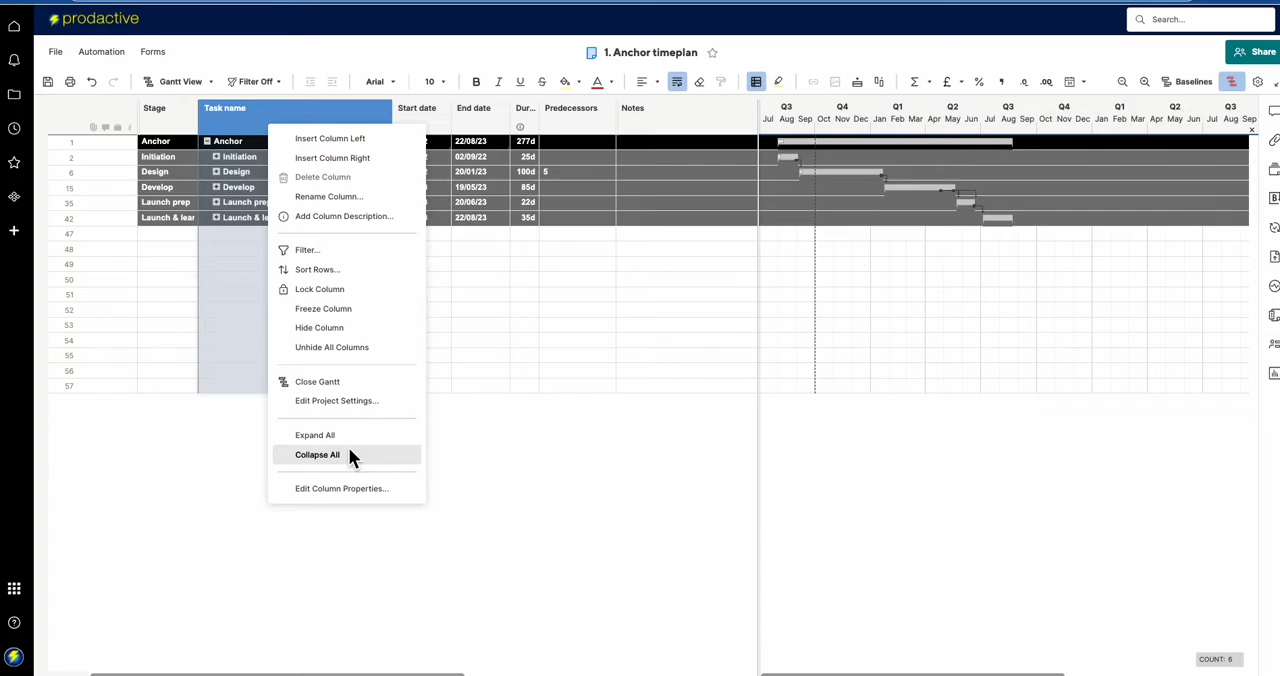 prodactive
Search...
File Automation Forms
1. Anchor timeplan
Share
Gantt View Filter Off Arial 10 B I U S A Σ £ % , .0 .00 Baselines
Stage Task name Start date End date Dur... Predecessors Notes
Q3 Q4 Q1 Q2 Q3 Q4 Q1 Q2 Q3
Jul Aug Sep Oct Nov Dec Jan Feb Mar Apr May Jun Jul Aug Sep Oct Nov Dec Jan Feb Mar Apr May Jun Jul Aug Sep
1 Anchor Anchor 22/08/23 277d
2 Initiation Initiation 02/09/22 25d
6 Design Design 20/01/23 100d 5
15 Develop Develop 19/05/23 85d
35 Launch prep Launch pre 20/06/23 22d
42 Launch & lear Launch & le 22/08/23 35d
47
48
49
50
51
52
53
54
55
56
57
Insert Column Left
Insert Column Right
Delete Column
Rename Column...
Add Column Description...
Filter...
Sort Rows...
Lock Column
Freeze Column
Hide Column
Unhide All Columns
Close Gantt
Edit Project Settings...
Expand All
Collapse All
Edit Column Properties...
COUNT: 6